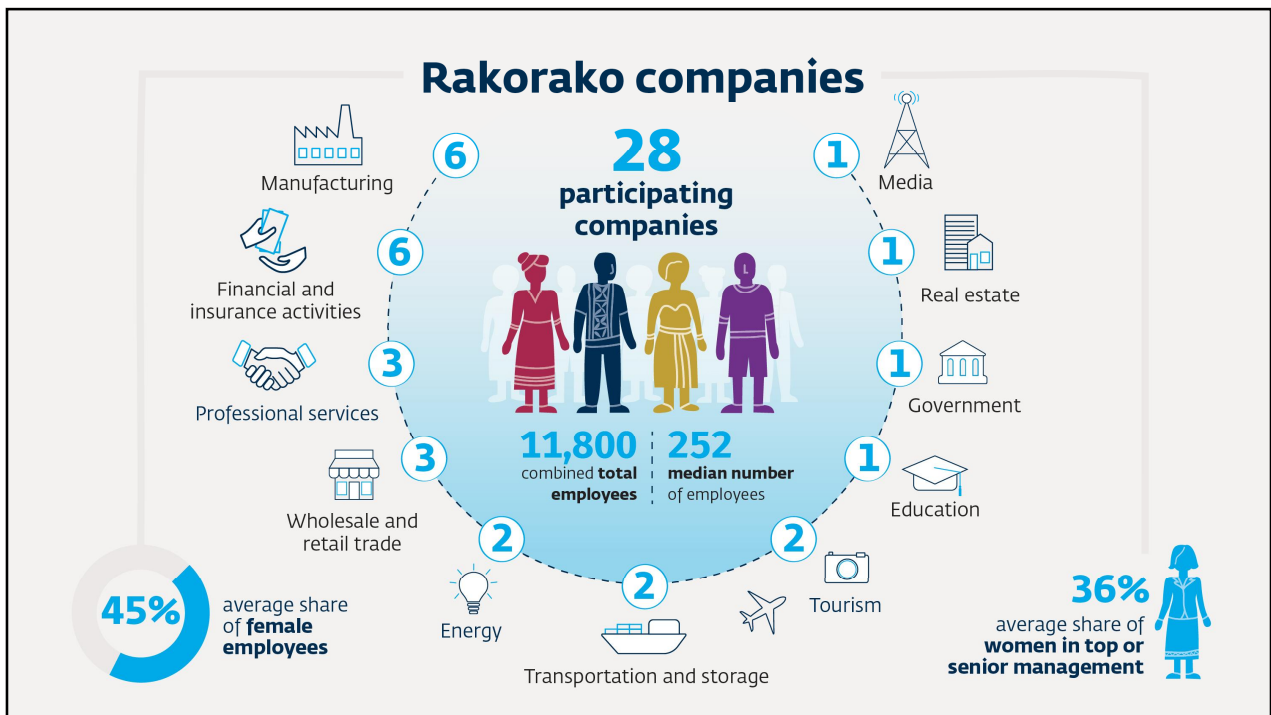 Rakorako companies
28
participating
companies
6
Manufacturing
6
Financial and
insurance activities
3
Professional services
3
Wholesale and
retail trade
2
Energy
2
Transportation and storage
2
Tourism
1
Education
1
Government
1
Real estate
1
Media
11,800
combined total
employees
252
median number
of employees
45%
average share
of female
employees
36%
average share of
women in top or
senior management